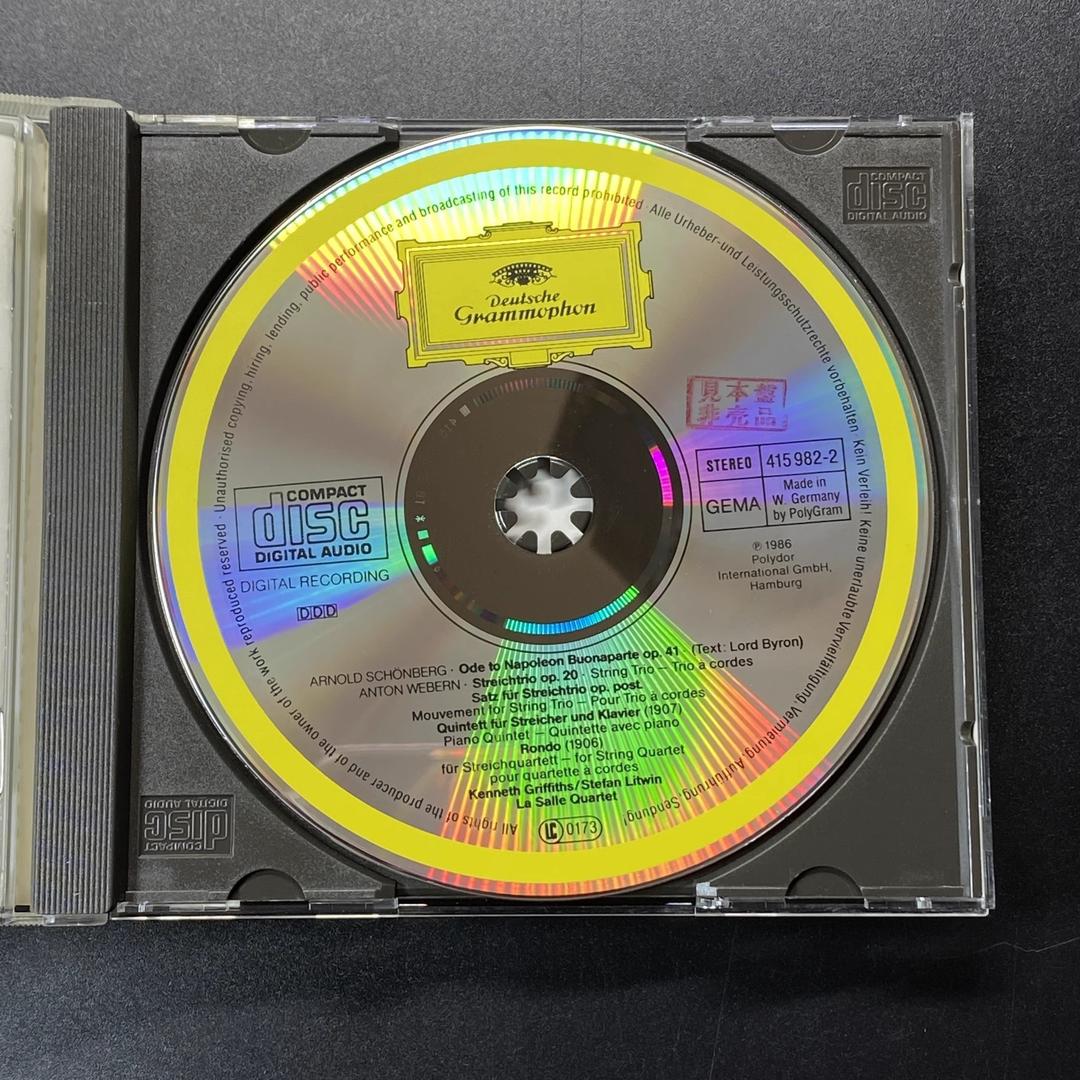 All rights of the producer and of the owner of the work reproduced reserved · Unauthorised copying, hiring, lending, public performance and broadcasting of this record prohibited · Alle Urheber-und Leistungsschutzrechte vorbehalten. Kein Verleih! Keine unerlaubte Vervielfältigung, Vermietung, Aufführung, Sendung!
Deutsche
Grammophon
COMPACT
disc
DIGITAL AUDIO
見本盤
非売品
STEREO 415 982-2
GEMA
Made in
W. Germany
by PolyGram
COMPACT
disc
DIGITAL AUDIO
DIGITAL RECORDING
DDD
℗ 1986
Polydor
International GmbH,
Hamburg
ARNOLD SCHÖNBERG · Ode to Napoleon Buonaparte op. 41 (Text: Lord Byron)
ANTON WEBERN · Streichtrio op. 20 · String Trio – Trio à cordes
Satz für Streichtrio op. post.
Mouvement for String Trio – Pour Trio à cordes
Quintett für Streicher und Klavier (1907)
Piano Quintet – Quintette avec piano
Rondo (1906)
für Streichquartett – for String Quartet
pour quartette à cordes
Kenneth Griffiths/Stefan Litwin
La Salle Quartet
LC 0173
COMPACT
disc
DIGITAL AUDIO